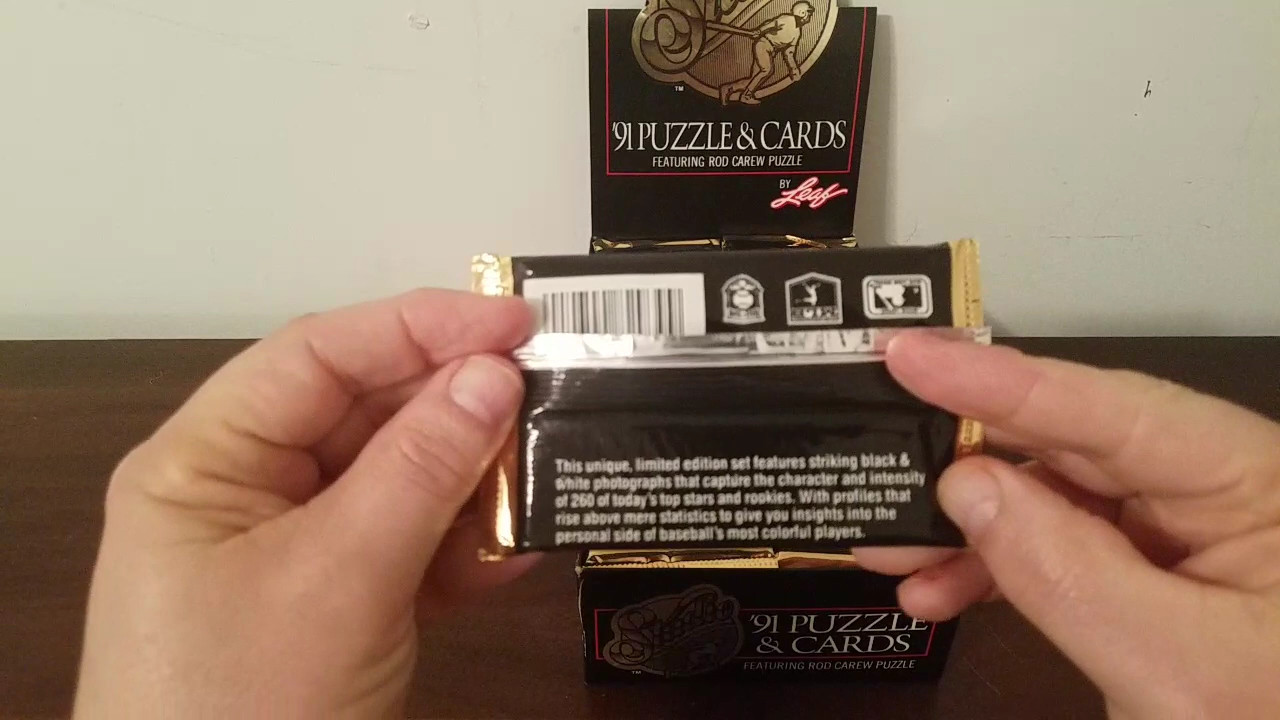 TM
'91 PUZZLE & CARDS
FEATURING ROD CAREW PUZZLE
BY Leaf
This unique, limited edition set features striking black &
white photographs that capture the character and intensity
of 260 of today's top stars and rookies. With profiles that
rise above mere statistics to give you insights into the
personal side of baseball's most colorful players.
Studio
'91 PUZZLE
& CARDS
FEATURING ROD CAREW PUZZLE
TM